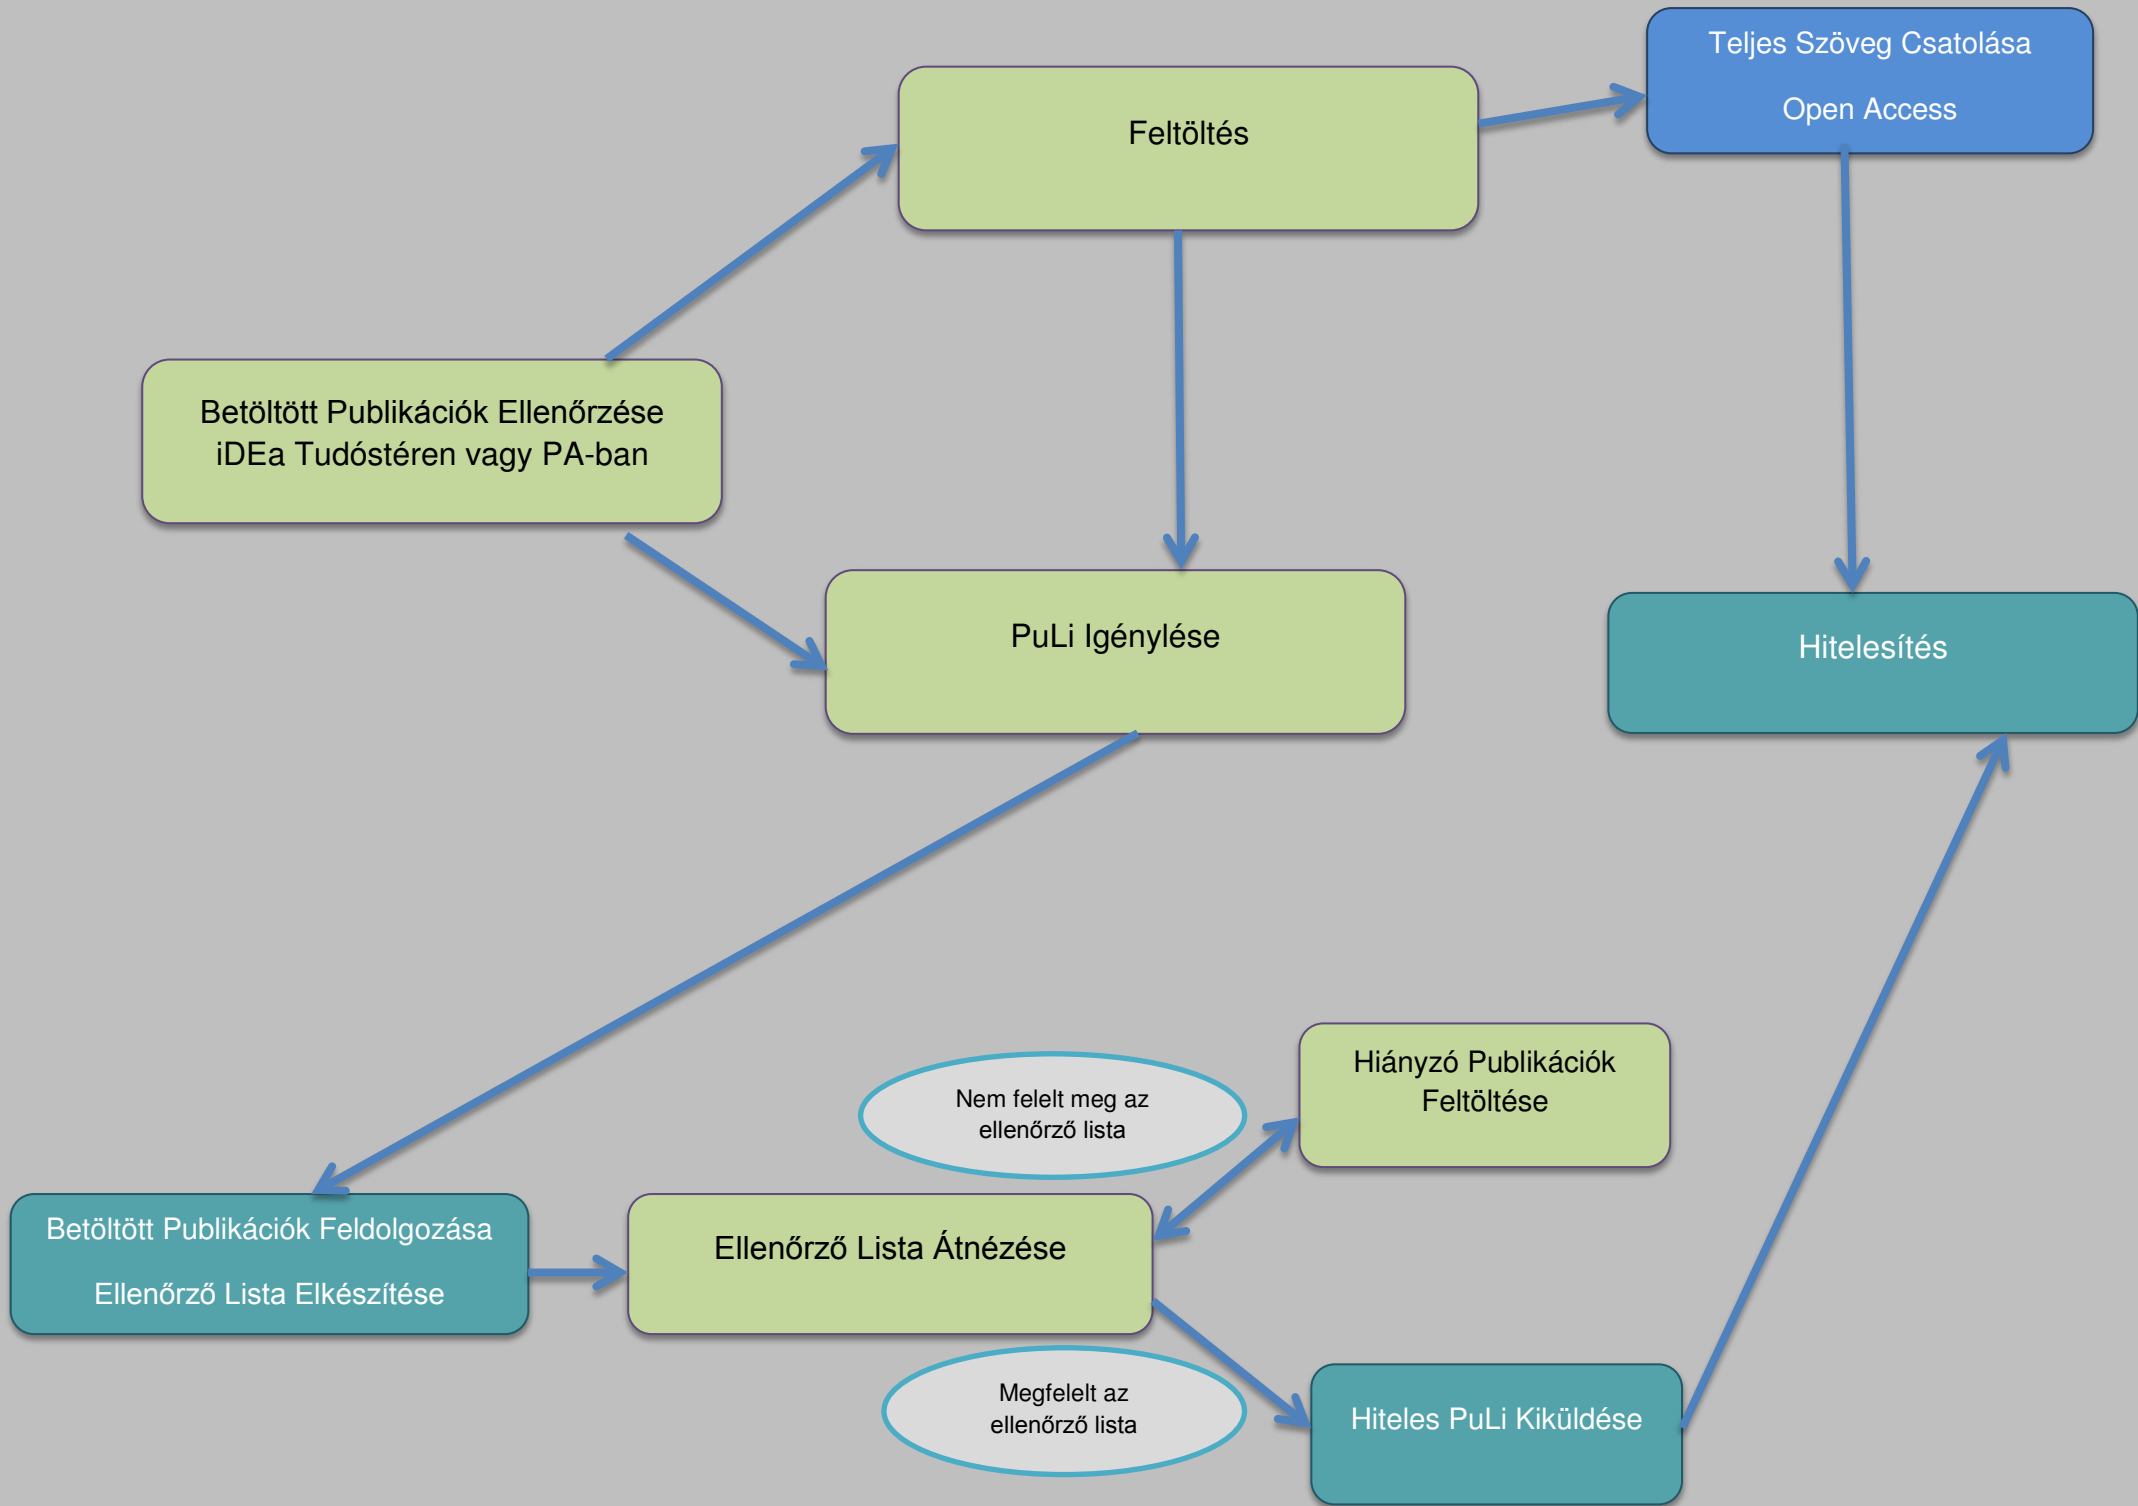 Teljes Szöveg Csatolása
Open Access
Feltöltés
Betöltött Publikációk Ellenőrzése
iDEa Tudóstéren vagy PA-ban
PuLi Igénylése
Hitelesítés
Hiányzó Publikációk
Feltöltése
Nem felelt meg az
ellenőrző lista
Betöltött Publikációk Feldolgozása
Ellenőrző Lista Elkészítése
Ellenőrző Lista Átnézése
Megfelelt az
ellenőrző lista
Hiteles PuLi Kiküldése